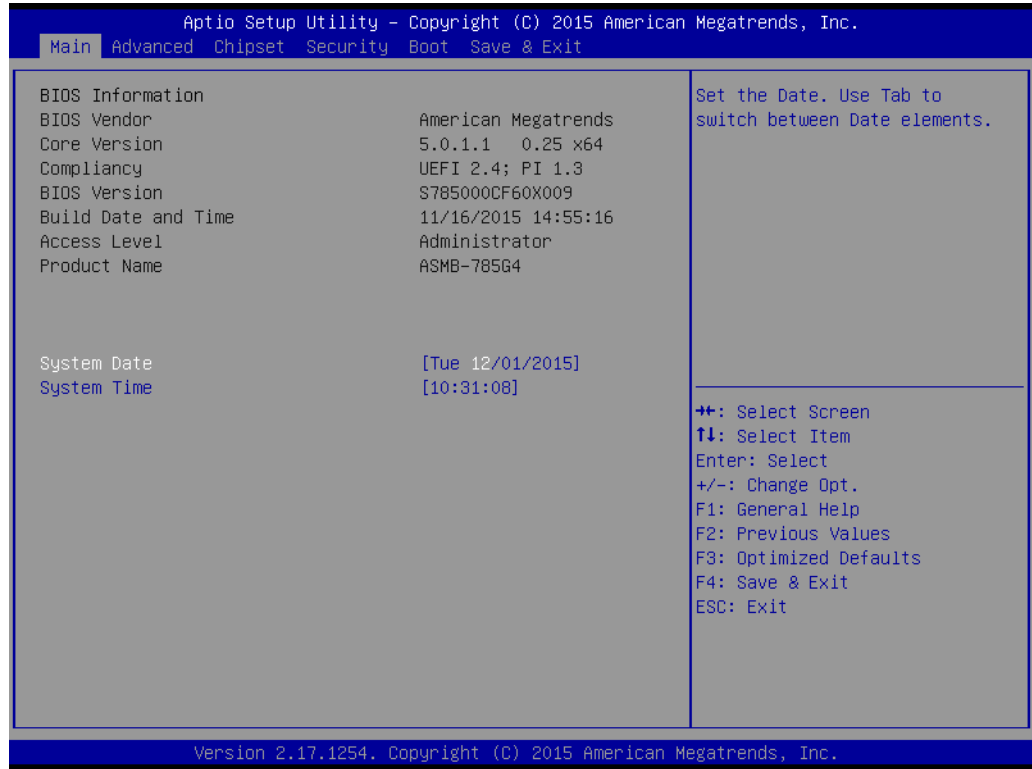 Aptio Setup Utility – Copyright (C) 2015 American Megatrends, Inc.
Main Advanced Chipset Security Boot Save & Exit
BIOS Information
BIOS Vendor American Megatrends
Core Version 5.0.1.1 0.25 x64
Compliancy UEFI 2.4; PI 1.3
BIOS Version S785000CF60X009
Build Date and Time 11/16/2015 14:55:16
Access Level Administrator
Product Name ASMB-785G4
System Date [Tue 12/01/2015]
System Time [10:31:08]
Set the Date. Use Tab to
switch between Date elements.
→←: Select Screen
↑↓: Select Item
Enter: Select
+/-: Change Opt.
F1: General Help
F2: Previous Values
F3: Optimized Defaults
F4: Save & Exit
ESC: Exit
Version 2.17.1254. Copyright (C) 2015 American Megatrends, Inc.